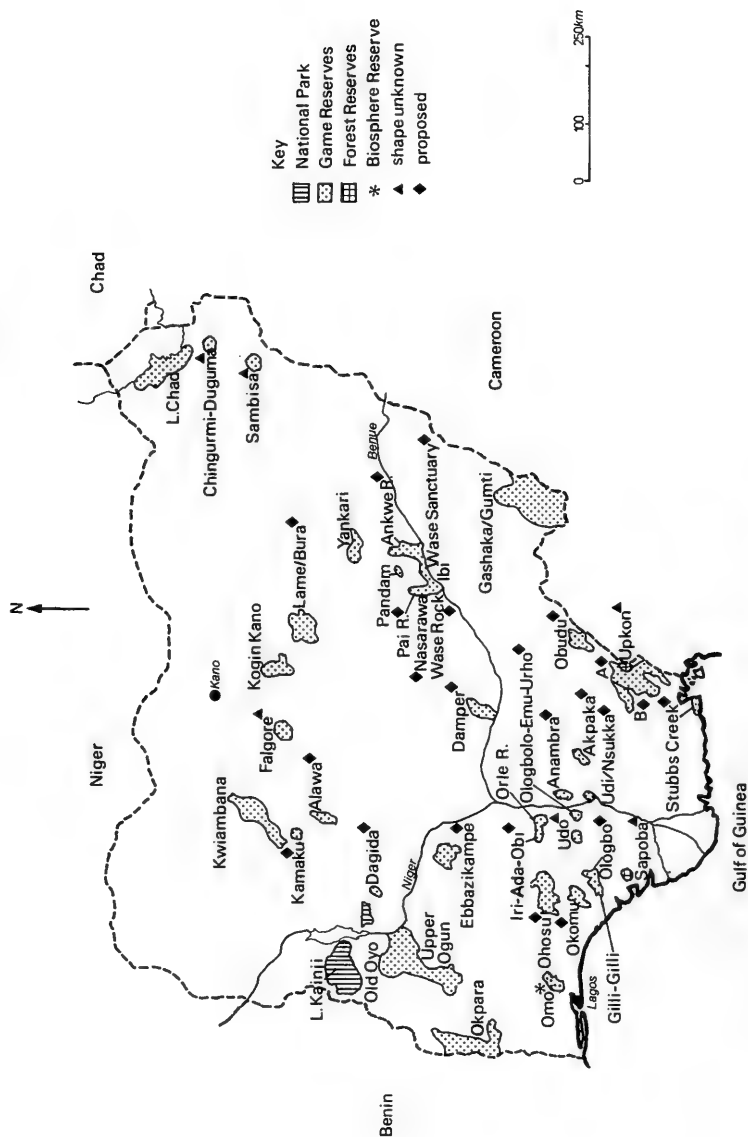 N
Niger
Chad
L.Chad
Chingurmi-Duguma
Sambisa
Kano
Kogin Kano
Lame/Bura
Falgore
Kwiambana
Alawa
Kamaku
Yankari
Dagida
Benue
Ankwe R.
Pandam
Wase Sanctuary
Pai R.
Ibi
Nasarawa
Wase Rock
Cameroon
L.Kainii
Niger
Old Oyo
Damper
Upper
Ogun
Ebbazikampe
Gashaka/Gumti
Okpara
Orle R.
Ologbolo-Emu-Urho
Iri-Ada-Obi
Anambra
Obudu
Udo
Akpaka
A
Upkon
Ohosu
Udi/Nsukka
Omo
Okomu
Ologbo
B
Lagos
Sapoba
Stubbs Creek
Gilli-Gilli
Benin
Gulf of Guinea
Key
National Park
Game Reserves
Forest Reserves
* Biosphere Reserve
▲ shape unknown
◆ proposed
0 100 250km